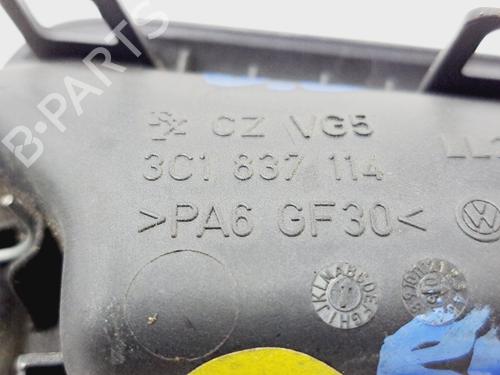 CZ VG5
3C1 837 114
>PA6 GF30<
B-PARTS